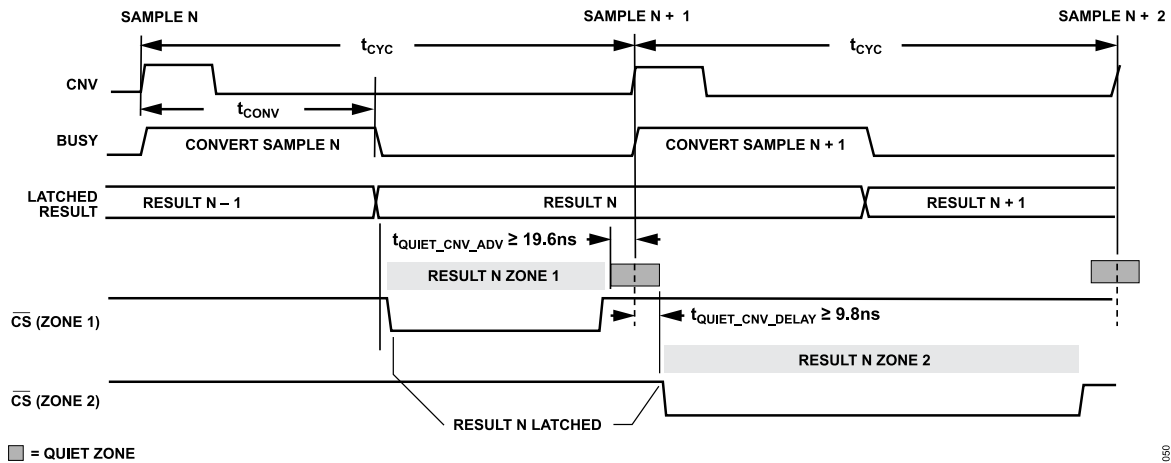 SAMPLE N
SAMPLE N + 1
SAMPLE N + 2
tCYC
tCYC
CNV
tCONV
BUSY
CONVERT SAMPLE N
CONVERT SAMPLE N + 1
LATCHED
RESULT
RESULT N – 1
RESULT N
RESULT N + 1
tQUIET_CNV_ADV ≥ 19.6ns
RESULT N ZONE 1
CS (ZONE 1)
tQUIET_CNV_DELAY ≥ 9.8ns
RESULT N ZONE 2
CS (ZONE 2)
RESULT N LATCHED
= QUIET ZONE
050